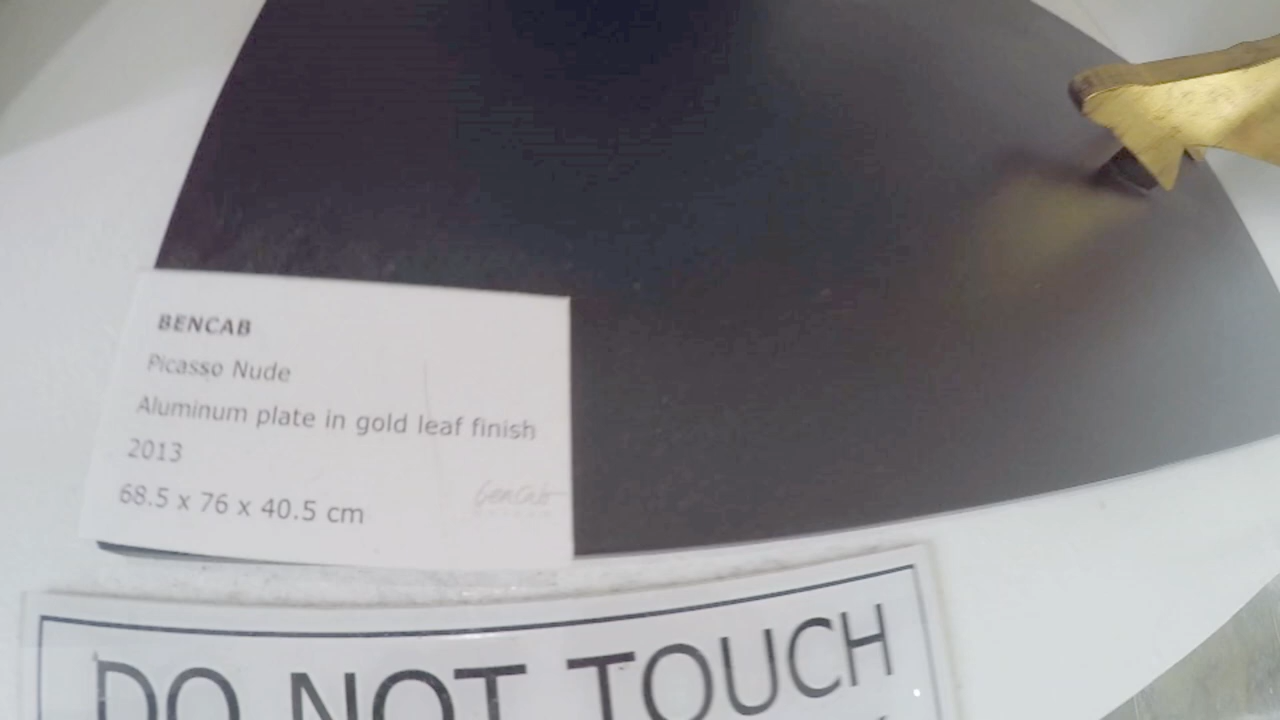 BENCAB
Picasso Nude
Aluminum plate in gold leaf finish
2013
68.5 x 76 x 40.5 cm
bencab
DO NOT TOUCH